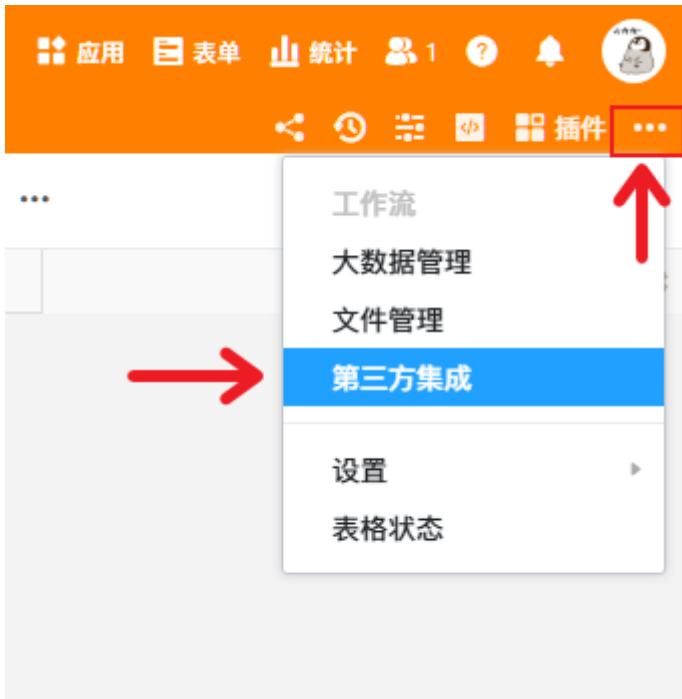 应用 表单 统计 1 ?
</> 插件 •••
•••
工作流
大数据管理
文件管理
第三方集成
设置
表格状态